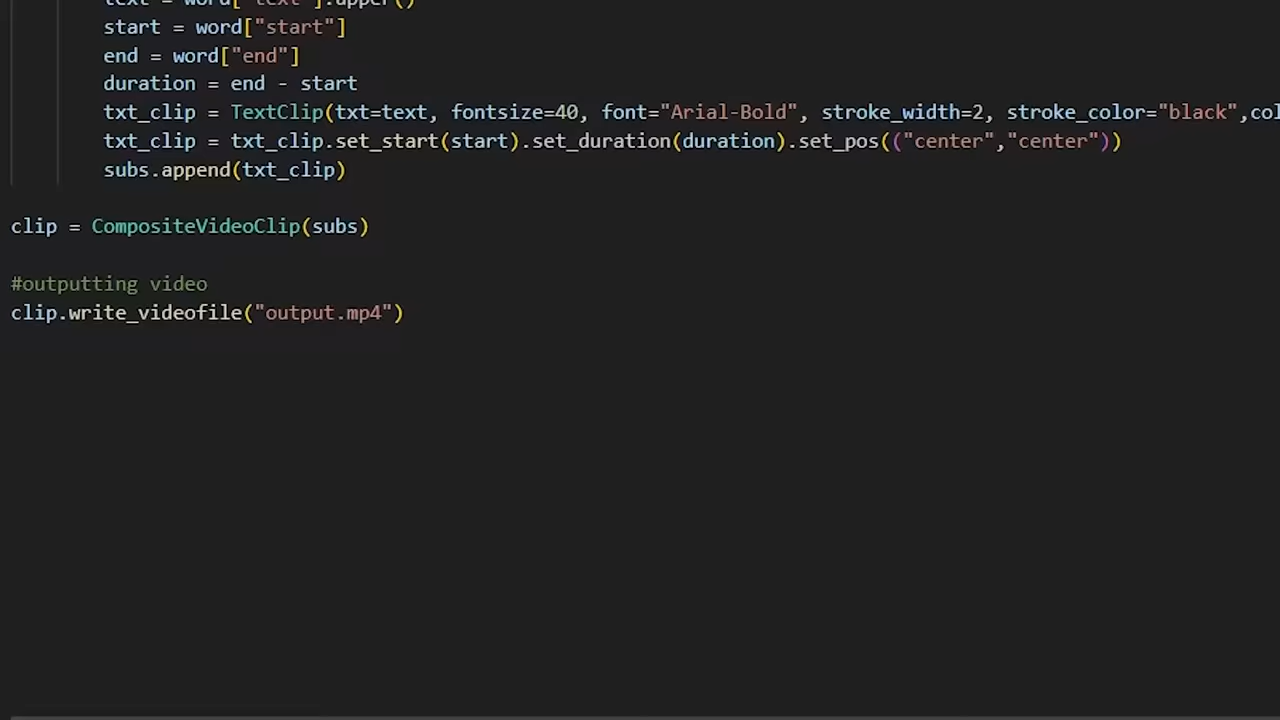 text = word["text"].upper()
start = word["start"]
end = word["end"]
duration = end - start
txt_clip = TextClip(txt=text, fontsize=40, font="Arial-Bold", stroke_width=2, stroke_color="black",col
txt_clip = txt_clip.set_start(start).set_duration(duration).set_pos(("center","center"))
subs.append(txt_clip)
clip = CompositeVideoClip(subs)
#outputting video
clip.write_videofile("output.mp4")